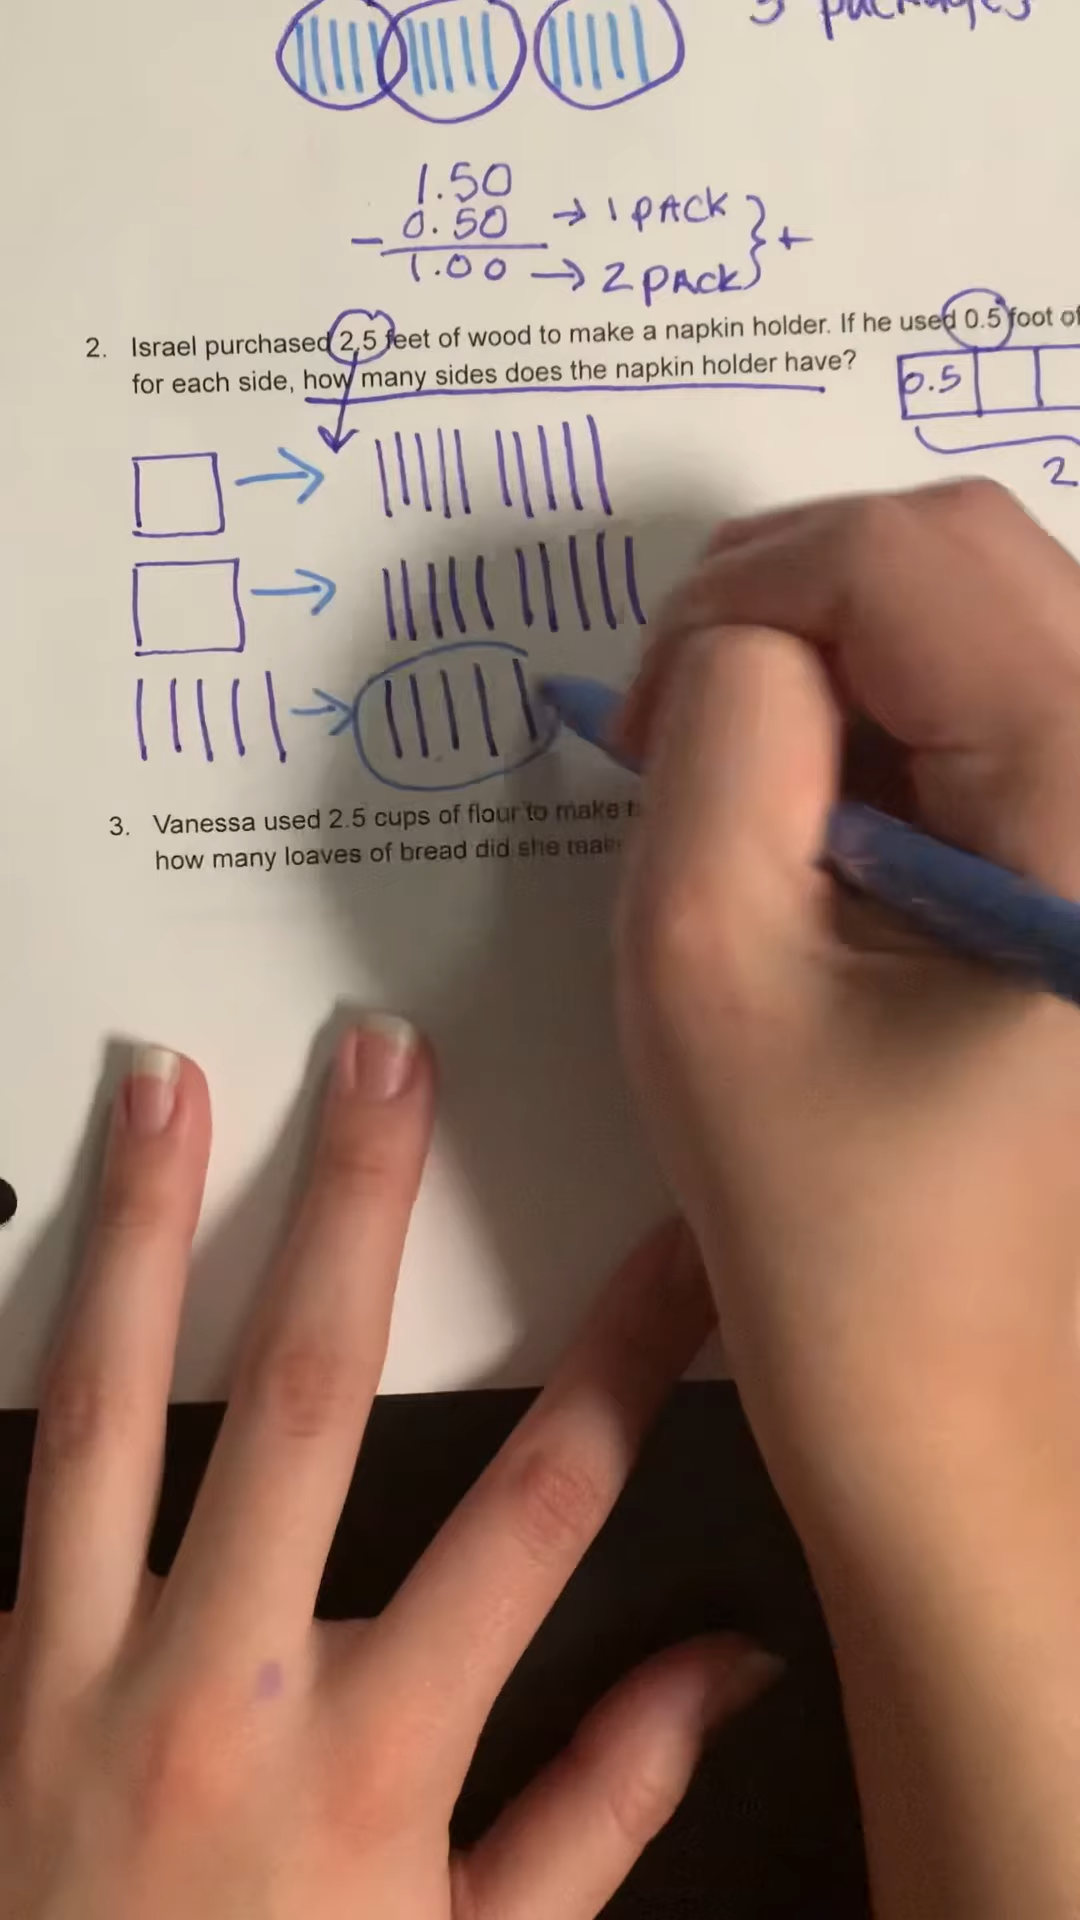 3 packages
1.50
- 0.50 → 1 PACK } +
1.00 → 2 PACK
2. Israel purchased 2.5 feet of wood to make a napkin holder. If he used 0.5 foot of
for each side, how many sides does the napkin holder have?
0.5
2
3. Vanessa used 2.5 cups of flour to make
how many loaves of bread did she